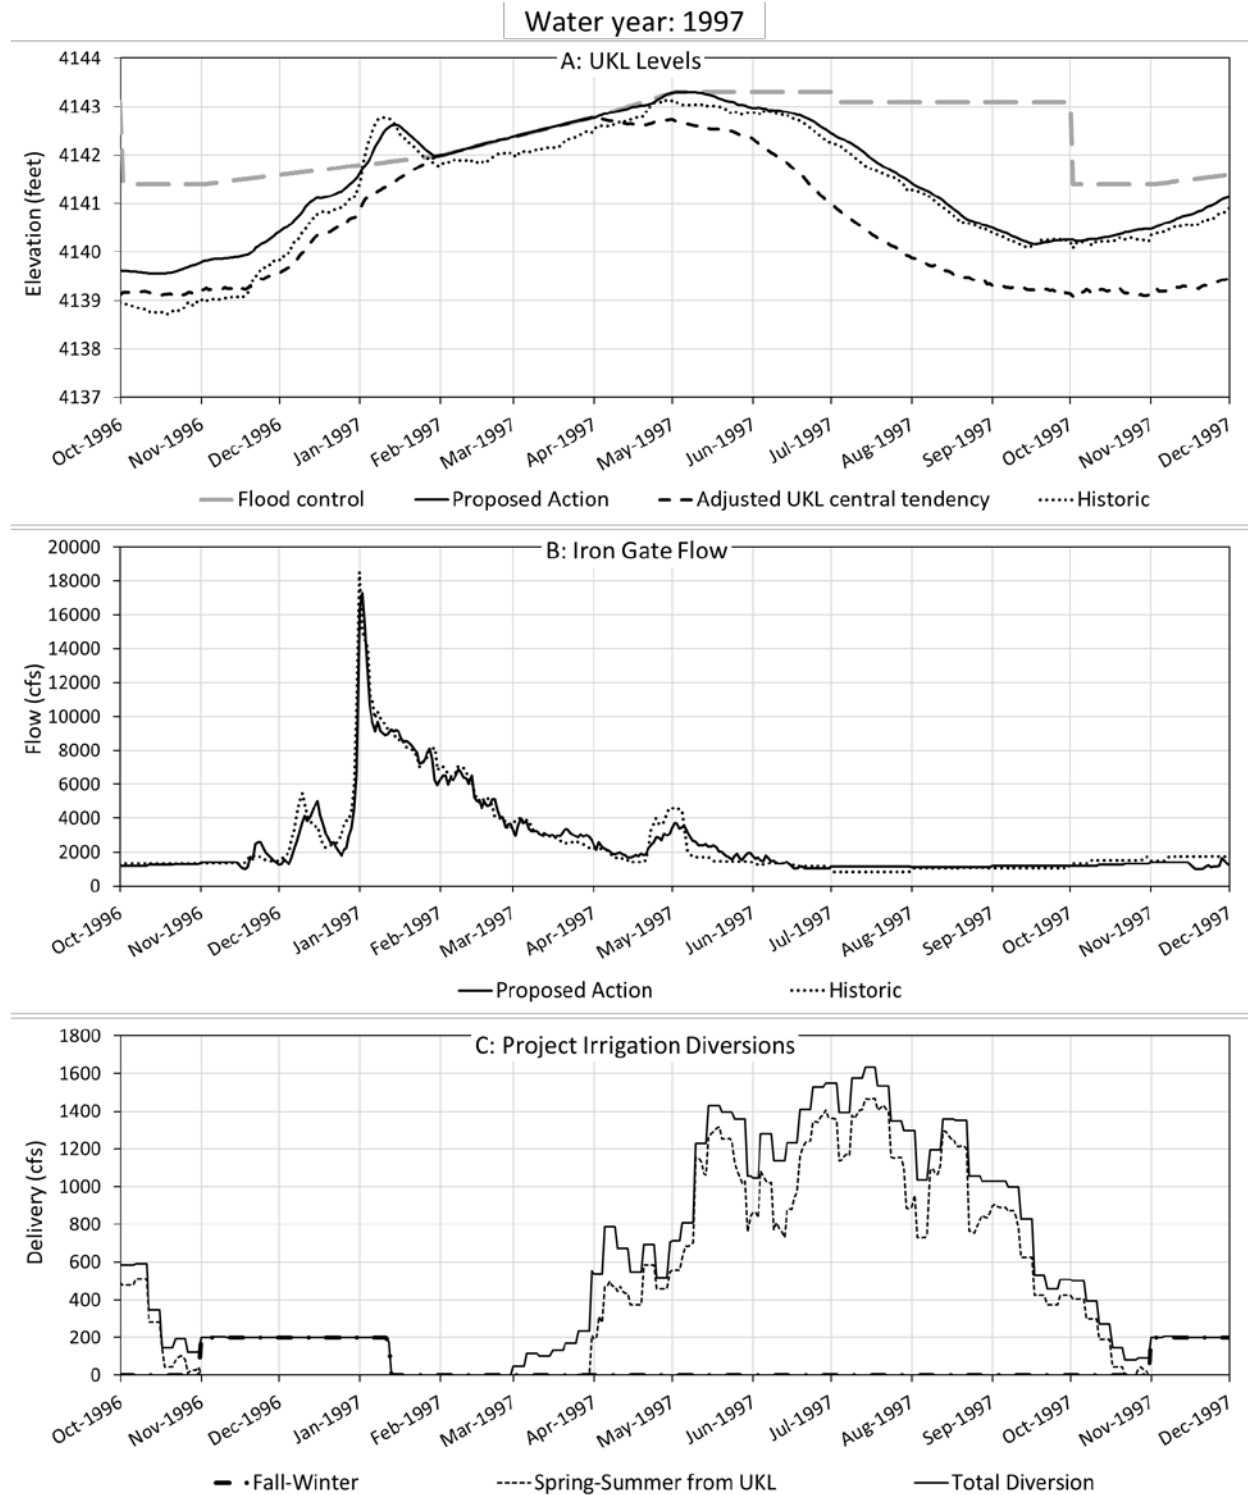 Water year: 1997
A: UKL Levels
Elevation (feet)
4144
4143
4142
4141
4140
4139
4138
4137
Oct-1996 Nov-1996 Dec-1996 Jan-1997 Feb-1997 Mar-1997 Apr-1997 May-1997 Jun-1997 Jul-1997 Aug-1997 Sep-1997 Oct-1997 Nov-1997 Dec-1997
Flood control Proposed Action Adjusted UKL central tendency Historic
B: Iron Gate Flow
Flow (cfs)
20000
18000
16000
14000
12000
10000
8000
6000
4000
2000
0
Oct-1996 Nov-1996 Dec-1996 Jan-1997 Feb-1997 Mar-1997 Apr-1997 May-1997 Jun-1997 Jul-1997 Aug-1997 Sep-1997 Oct-1997 Nov-1997 Dec-1997
Proposed Action Historic
C: Project Irrigation Diversions
Delivery (cfs)
1800
1600
1400
1200
1000
800
600
400
200
0
Oct-1996 Nov-1996 Dec-1996 Jan-1997 Feb-1997 Mar-1997 Apr-1997 May-1997 Jun-1997 Jul-1997 Aug-1997 Sep-1997 Oct-1997 Nov-1997 Dec-1997
Fall-Winter Spring-Summer from UKL Total Diversion